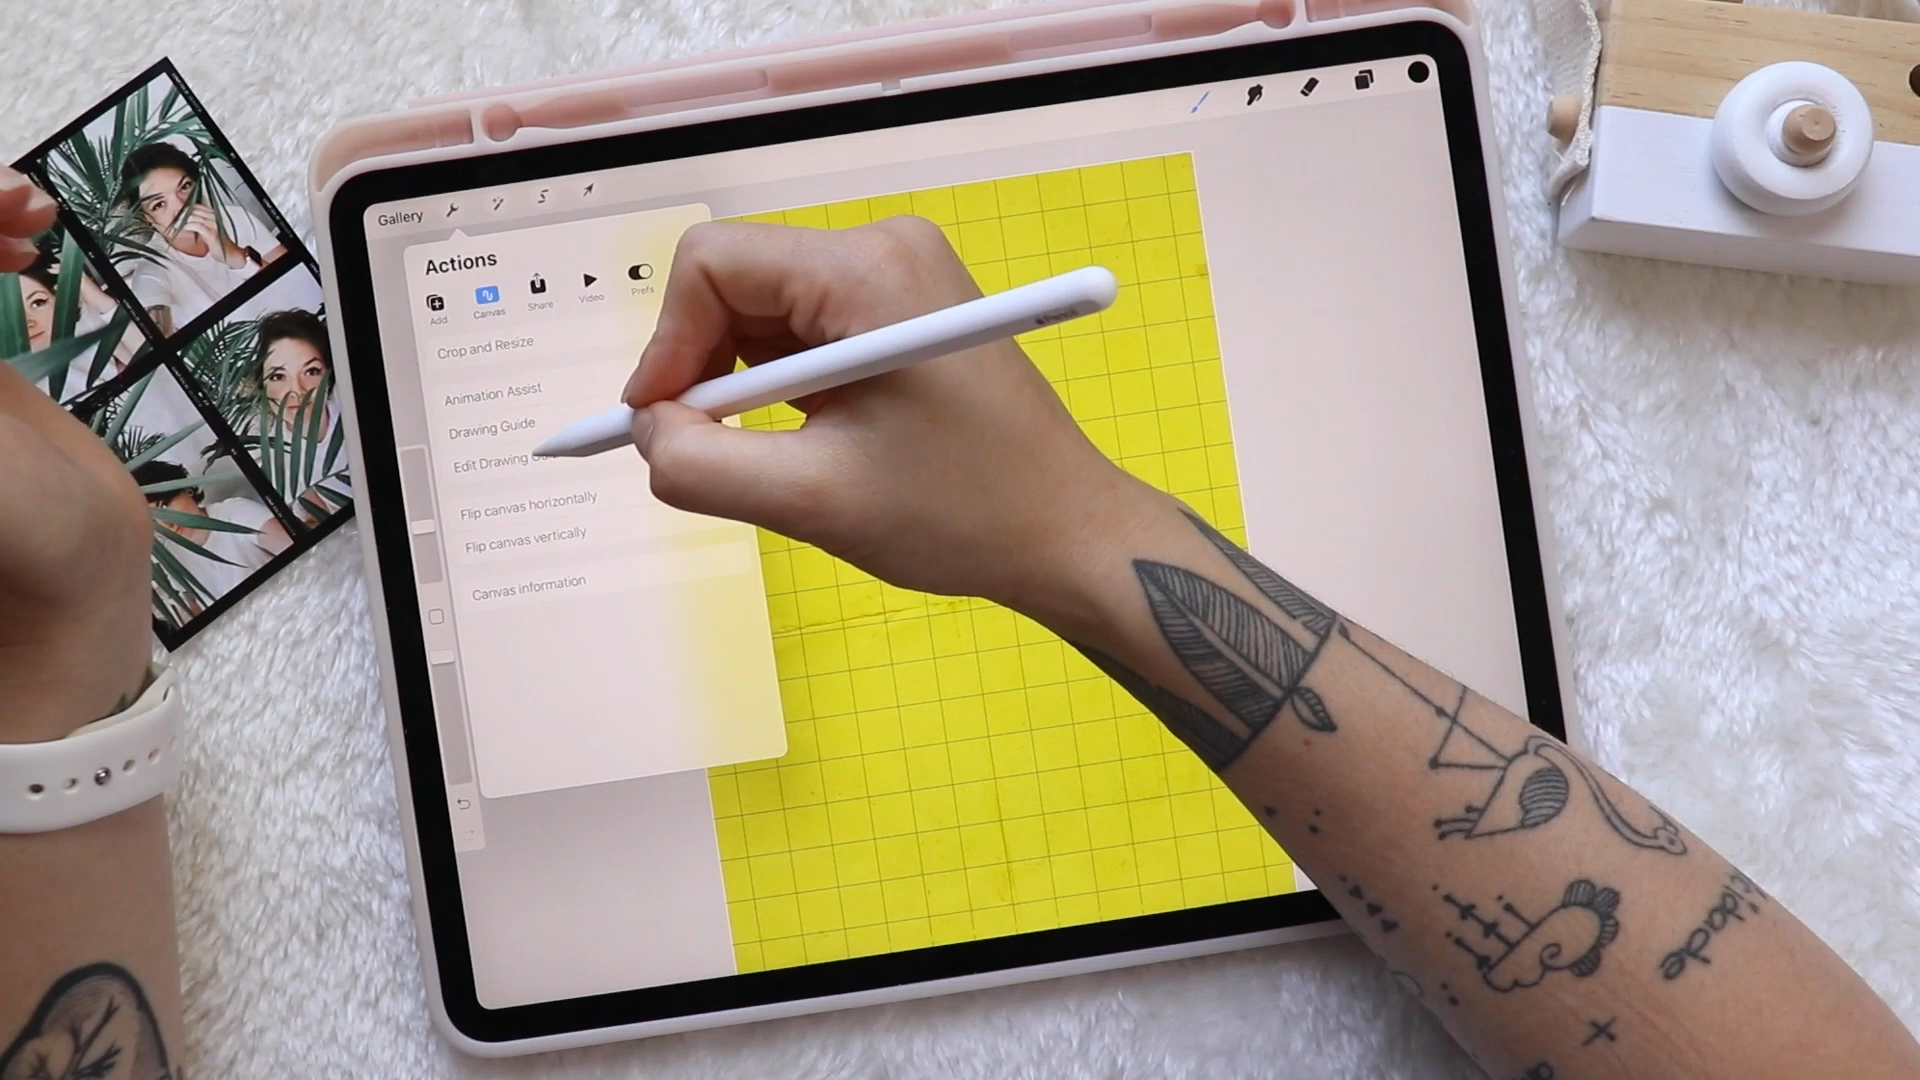 Gallery
Actions
Add
Canvas
Share
Video
Prefs
Crop and Resize
Animation Assist
Drawing Guide
Edit Drawing
Flip canvas horizontally
Flip canvas vertically
Canvas information